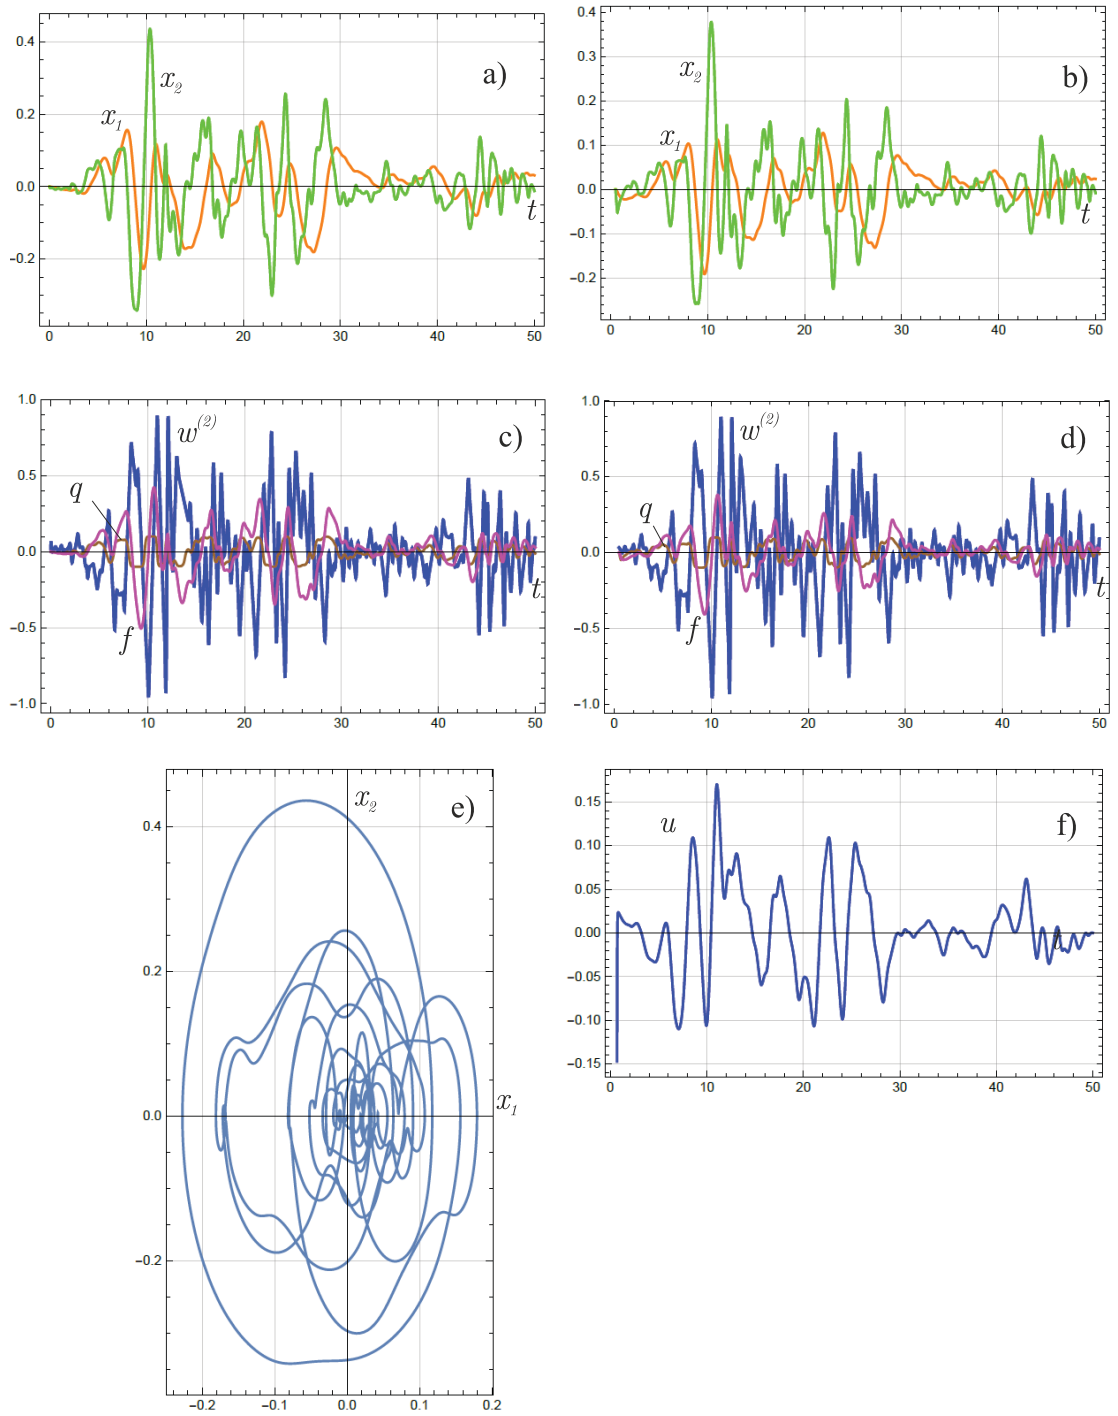 a)
x₂
x₁
t
0.4
0.2
0.0
−0.2
0 10 20 30 40 50
b)
x₂
x₁
t
0.4
0.3
0.2
0.1
0.0
−0.1
−0.2
0 10 20 30 40 50
c)
w⁽²⁾
q
f
t
1.0
0.5
0.0
−0.5
−1.0
0 10 20 30 40 50
d)
w⁽²⁾
q
f
t
1.0
0.5
0.0
−0.5
−1.0
0 10 20 30 40 50
e)
x₂
x₁
0.4
0.2
0.0
−0.2
−0.2 −0.1 0.0 0.1 0.2
f)
u
t
0.15
0.10
0.05
0.00
−0.05
−0.10
−0.15
0 10 20 30 40 50